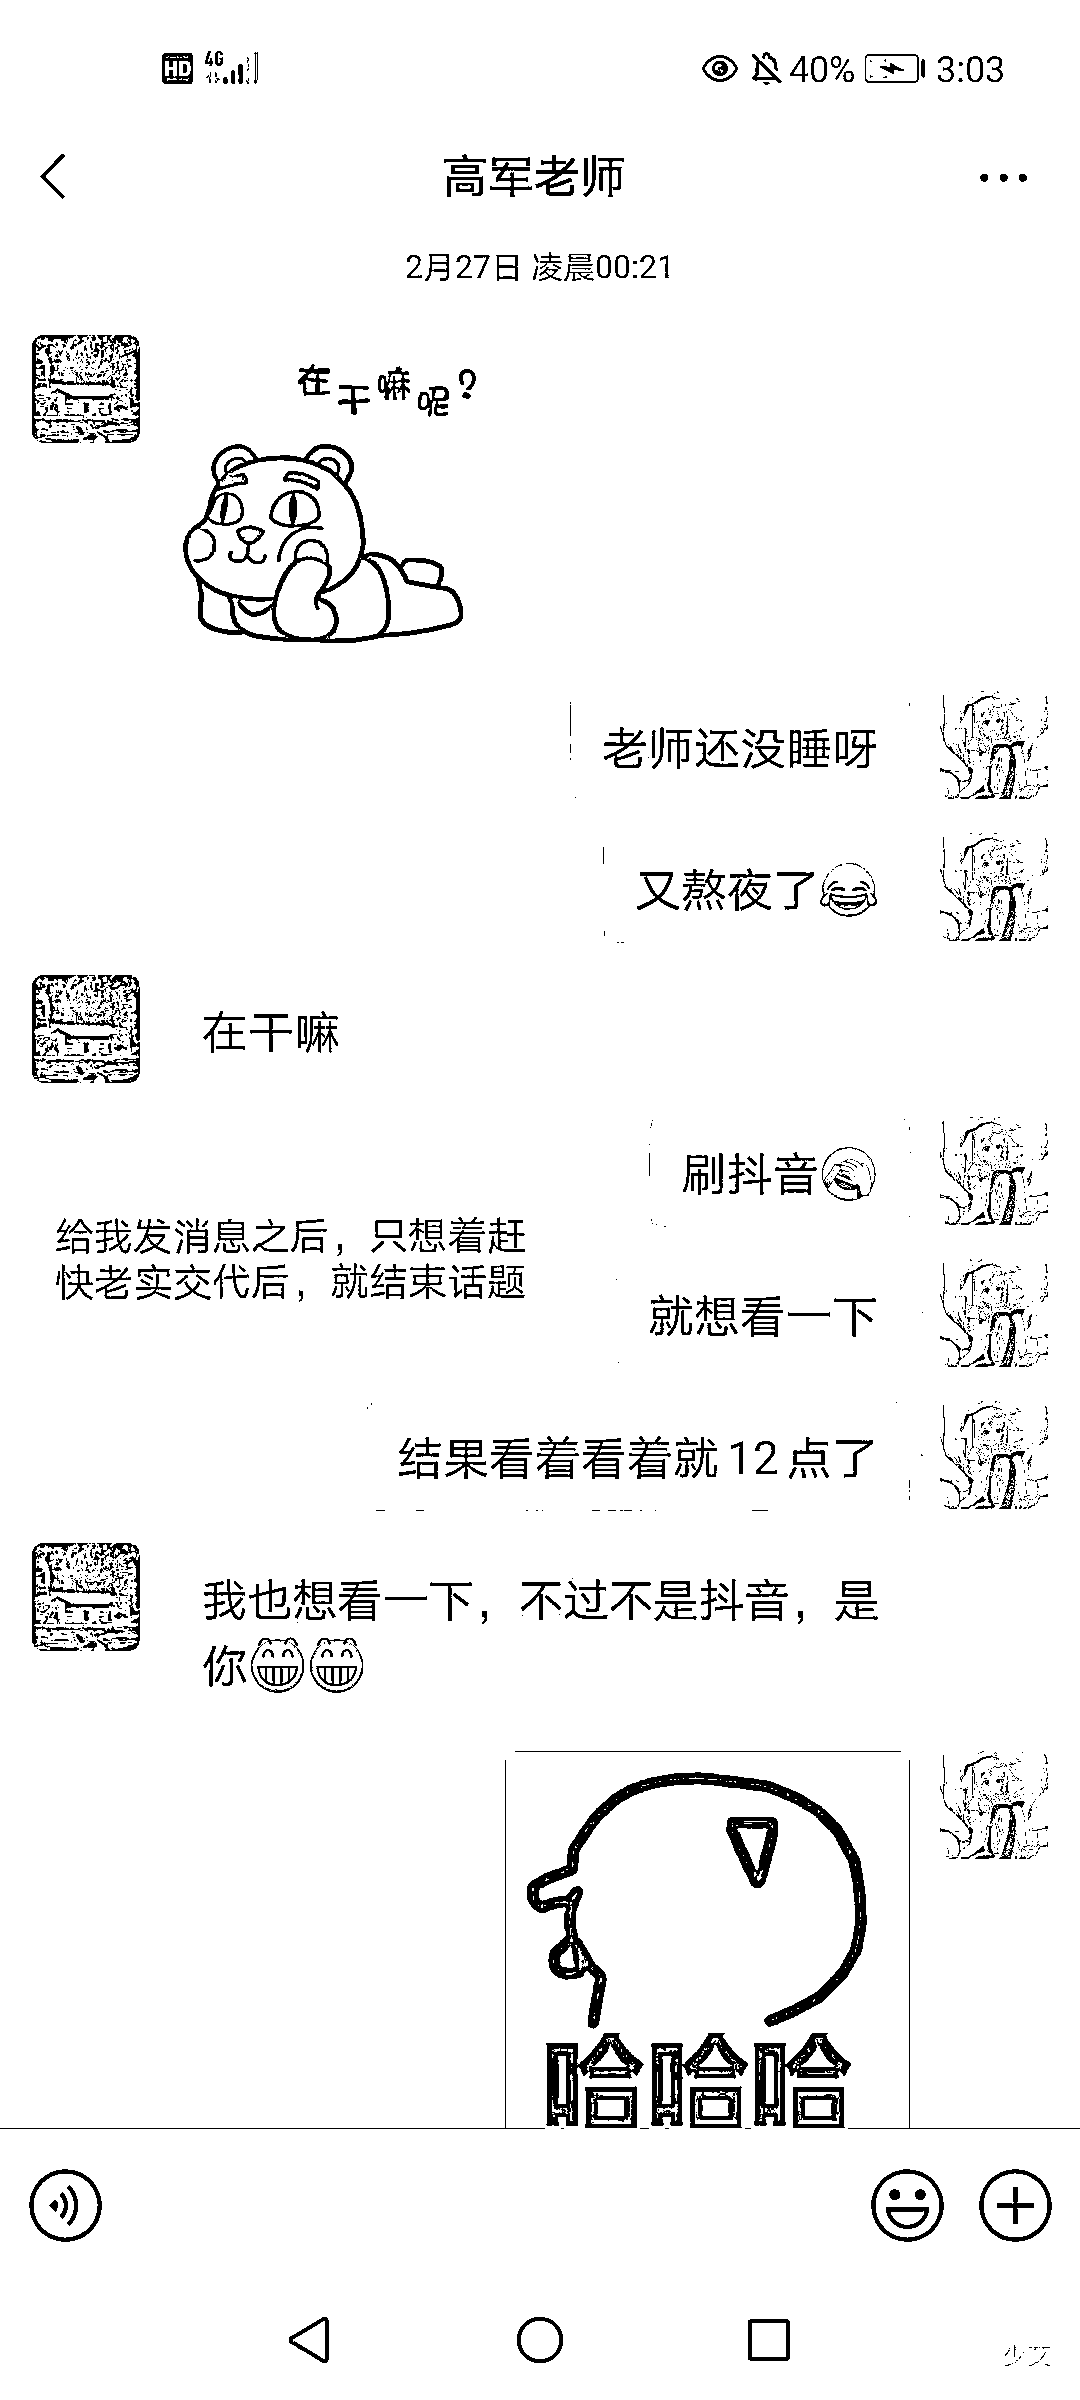 HD 4G 40% 3:03
高军老师
2月27日 凌晨00:21
在干嘛呢?
老师还没睡呀
又熬夜了😂
在干嘛
刷抖音🤦
给我发消息之后，只想着赶
快老实交代后，就结束话题
就想看一下
结果看着看着就12点了
我也想看一下，不过不是抖音，是
你😁😁
哈哈哈
少艾